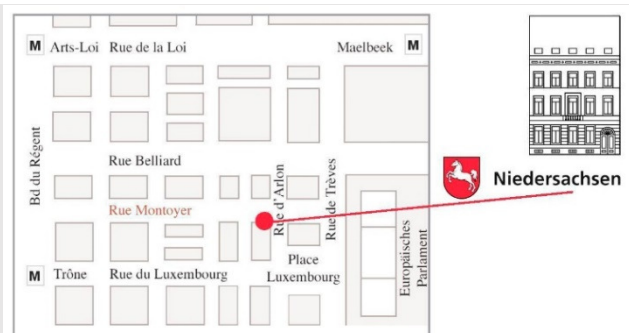 M Arts-Loi Rue de la Loi Maelbeek M
Bd du Régent
Rue Belliard
Rue d'Arlon
Rue de Trèves
Niedersachsen
Rue Montoyer
Europäisches
Parlament
Place
Luxembourg
M Trône Rue du Luxembourg